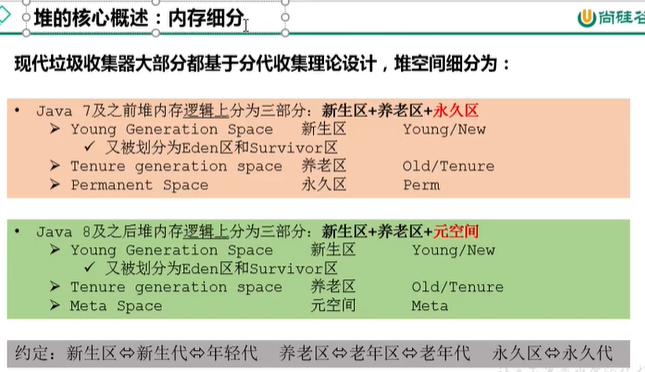 堆的核心概述：内存细分
尚硅谷
现代垃圾收集器大部分都基于分代收集理论设计，堆空间细分为：
• Java 7及之前堆内存逻辑上分为三部分：新生区+养老区+永久区
➤ Young Generation Space 新生区 Young/New
✓ 又被划分为Eden区和Survivor区
➤ Tenure generation space 养老区 Old/Tenure
➤ Permanent Space 永久区 Perm
• Java 8及之后堆内存逻辑上分为三部分：新生区+养老区+元空间
➤ Young Generation Space 新生区 Young/New
✓ 又被划分为Eden区和Survivor区
➤ Tenure generation space 养老区 Old/Tenure
➤ Meta Space 元空间 Meta
约定：新生区⇔新生代⇔年轻代 养老区⇔老年区⇔老年代 永久区⇔永久代